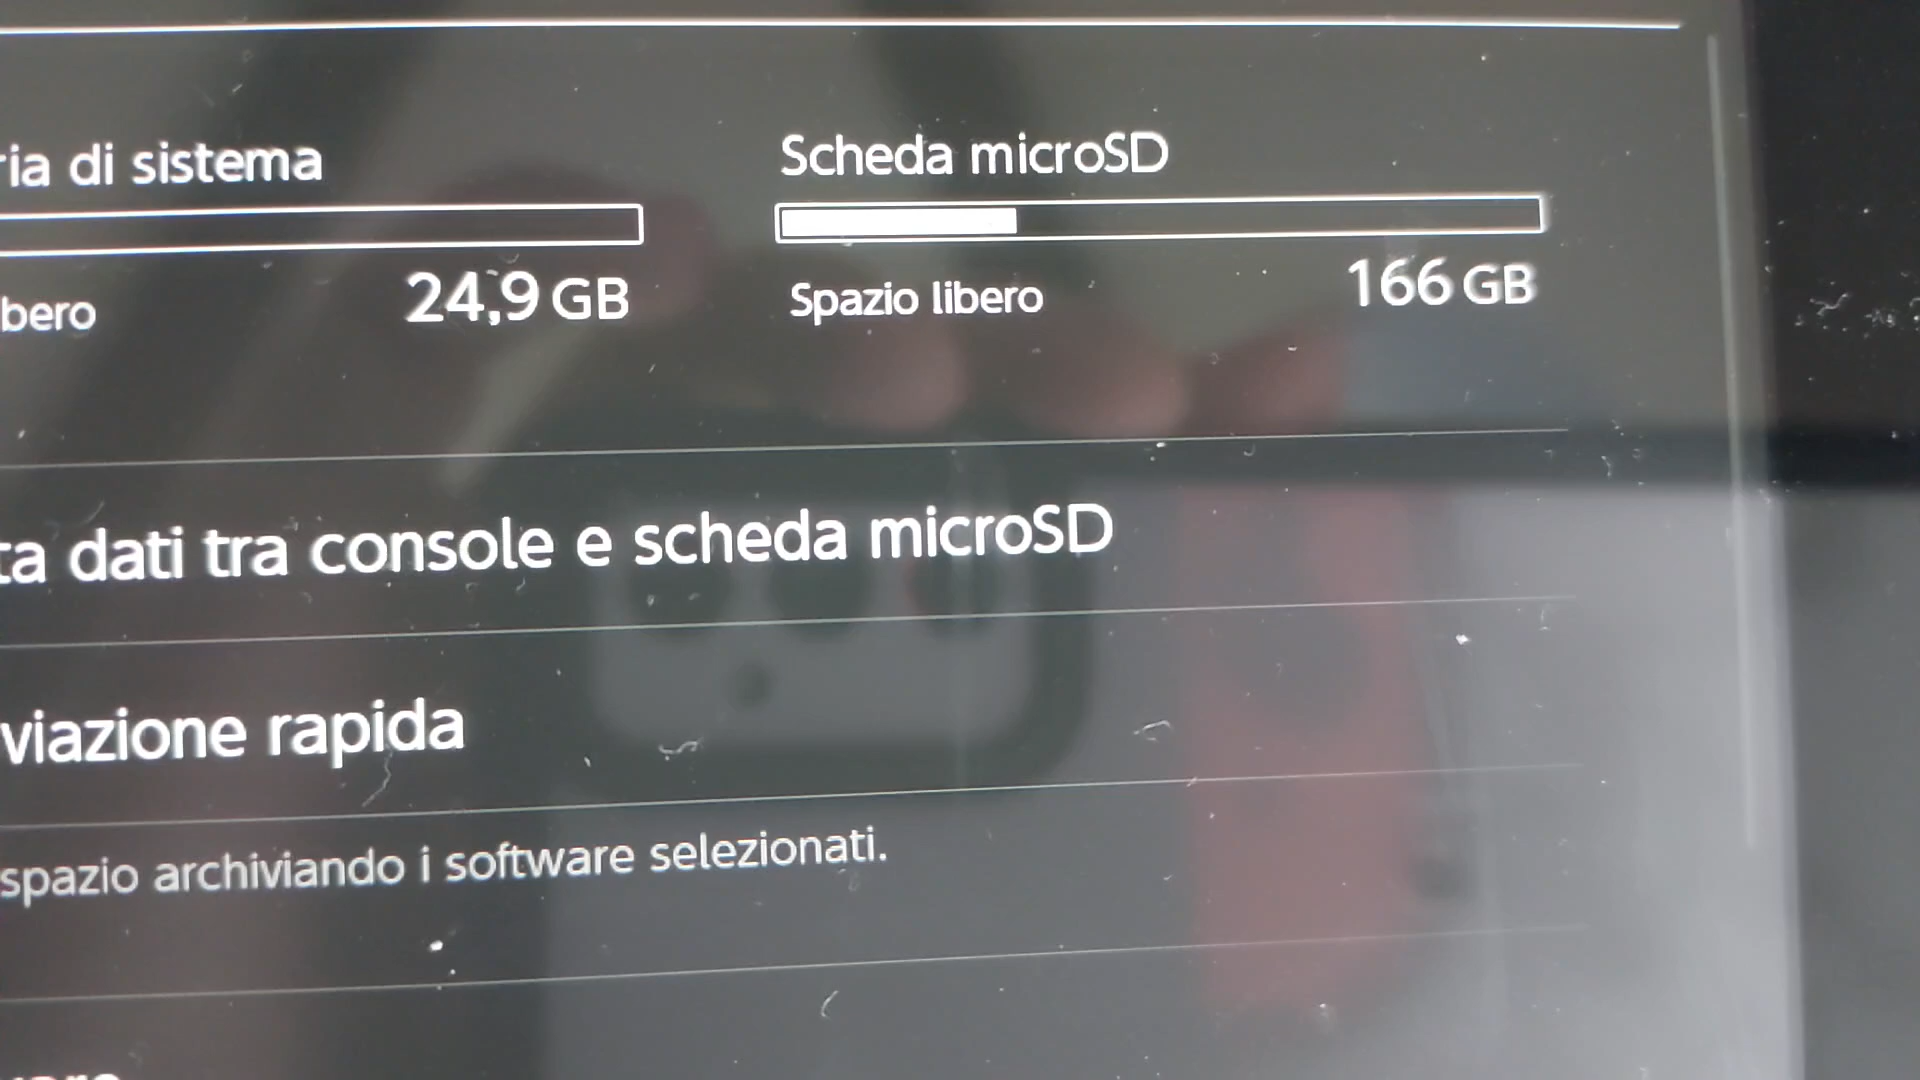 ria di sistema
Scheda microSD
bero
24,9 GB
Spazio libero
166 GB
ta dati tra console e scheda microSD
viazione rapida
spazio archiviando i software selezionati.